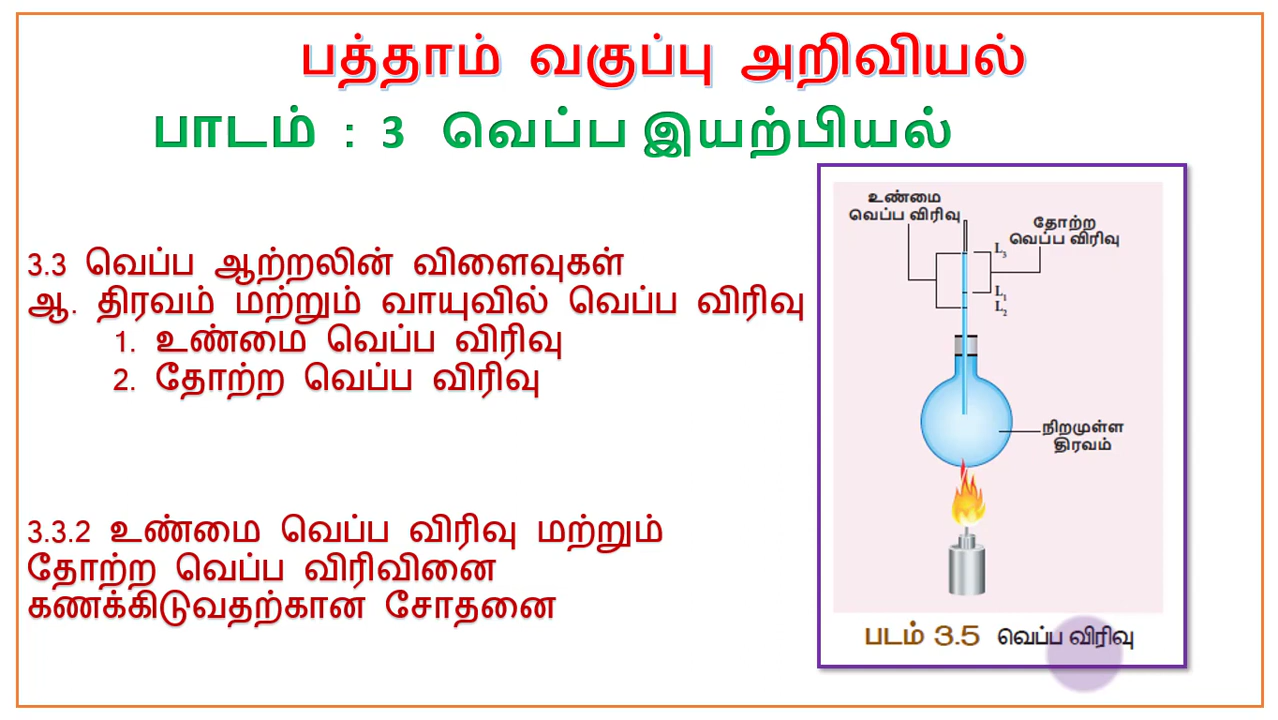 பத்தாம் வகுப்பு அறிவியல்
பாடம் : 3 வெப்ப இயற்பியல்
3.3 வெப்ப ஆற்றலின் விளைவுகள்
ஆ. திரவம் மற்றும் வாயுவில் வெப்ப விரிவு
1. உண்மை வெப்ப விரிவு
2. தோற்ற வெப்ப விரிவு
3.3.2 உண்மை வெப்ப விரிவு மற்றும்
தோற்ற வெப்ப விரிவினை
கணக்கிடுவதற்கான சோதனை
உண்மை
வெப்ப விரிவு
தோற்ற
வெப்ப விரிவு
L3
L1
L2
நிறமுள்ள
திரவம்
படம் 3.5 வெப்ப விரிவு